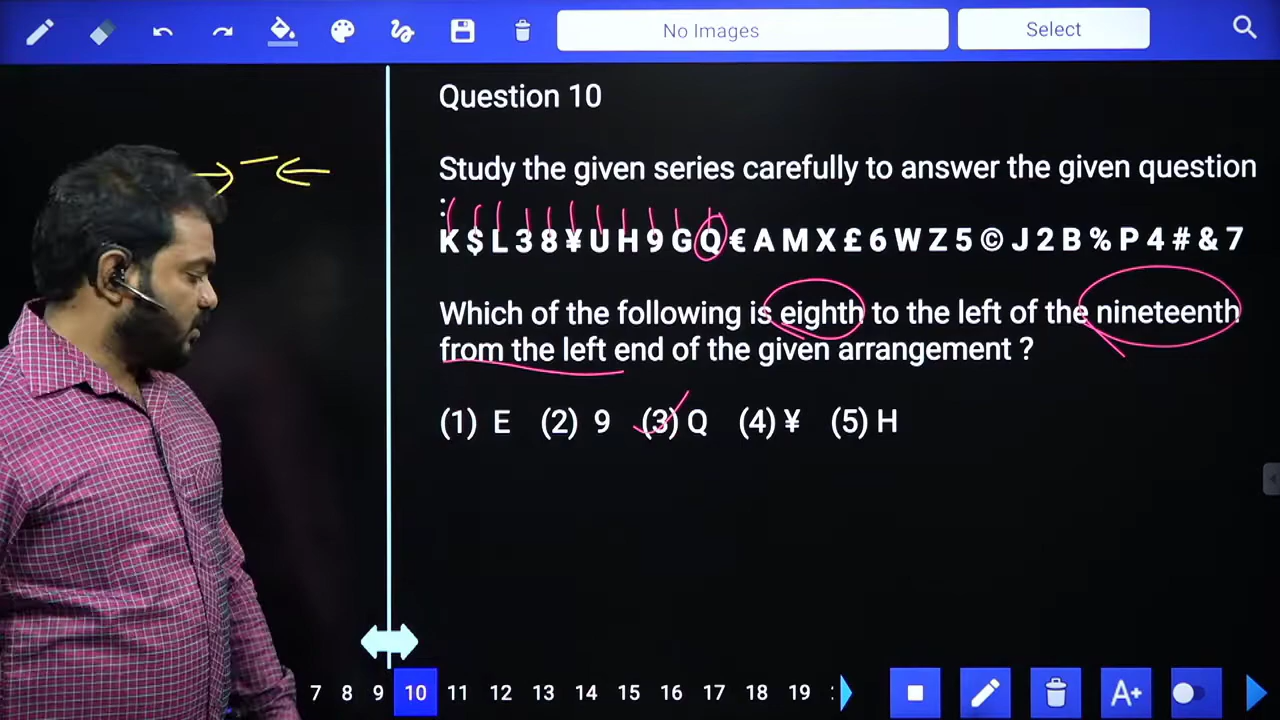 No Images
Select
Question 10
Study the given series carefully to answer the given question
:
K $ L 3 8 ¥ U H 9 G Q € A M X £ 6 W Z 5 © J 2 B % P 4 # & 7
Which of the following is eighth to the left of the nineteenth
from the left end of the given arrangement ?
(1) E (2) 9 (3) Q (4) ¥ (5) H
7 8 9 10 11 12 13 14 15 16 17 18 19
A+